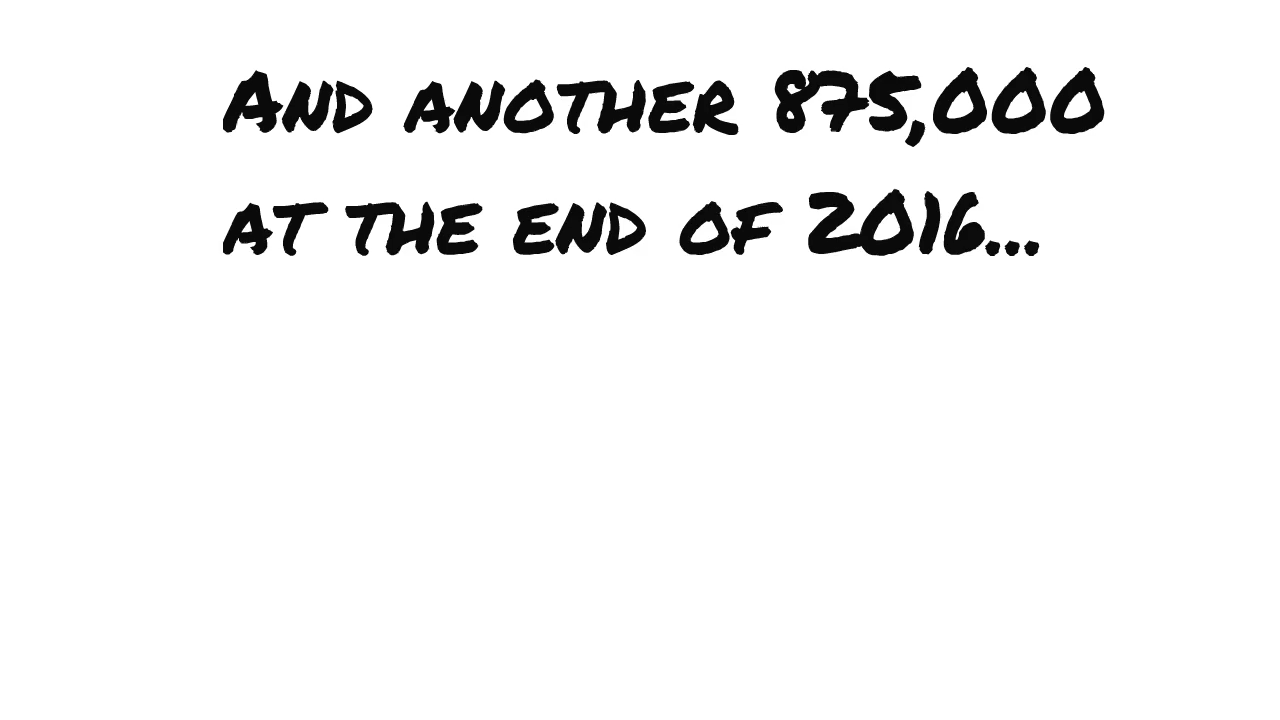 And another 875,000
at the end of 2016...